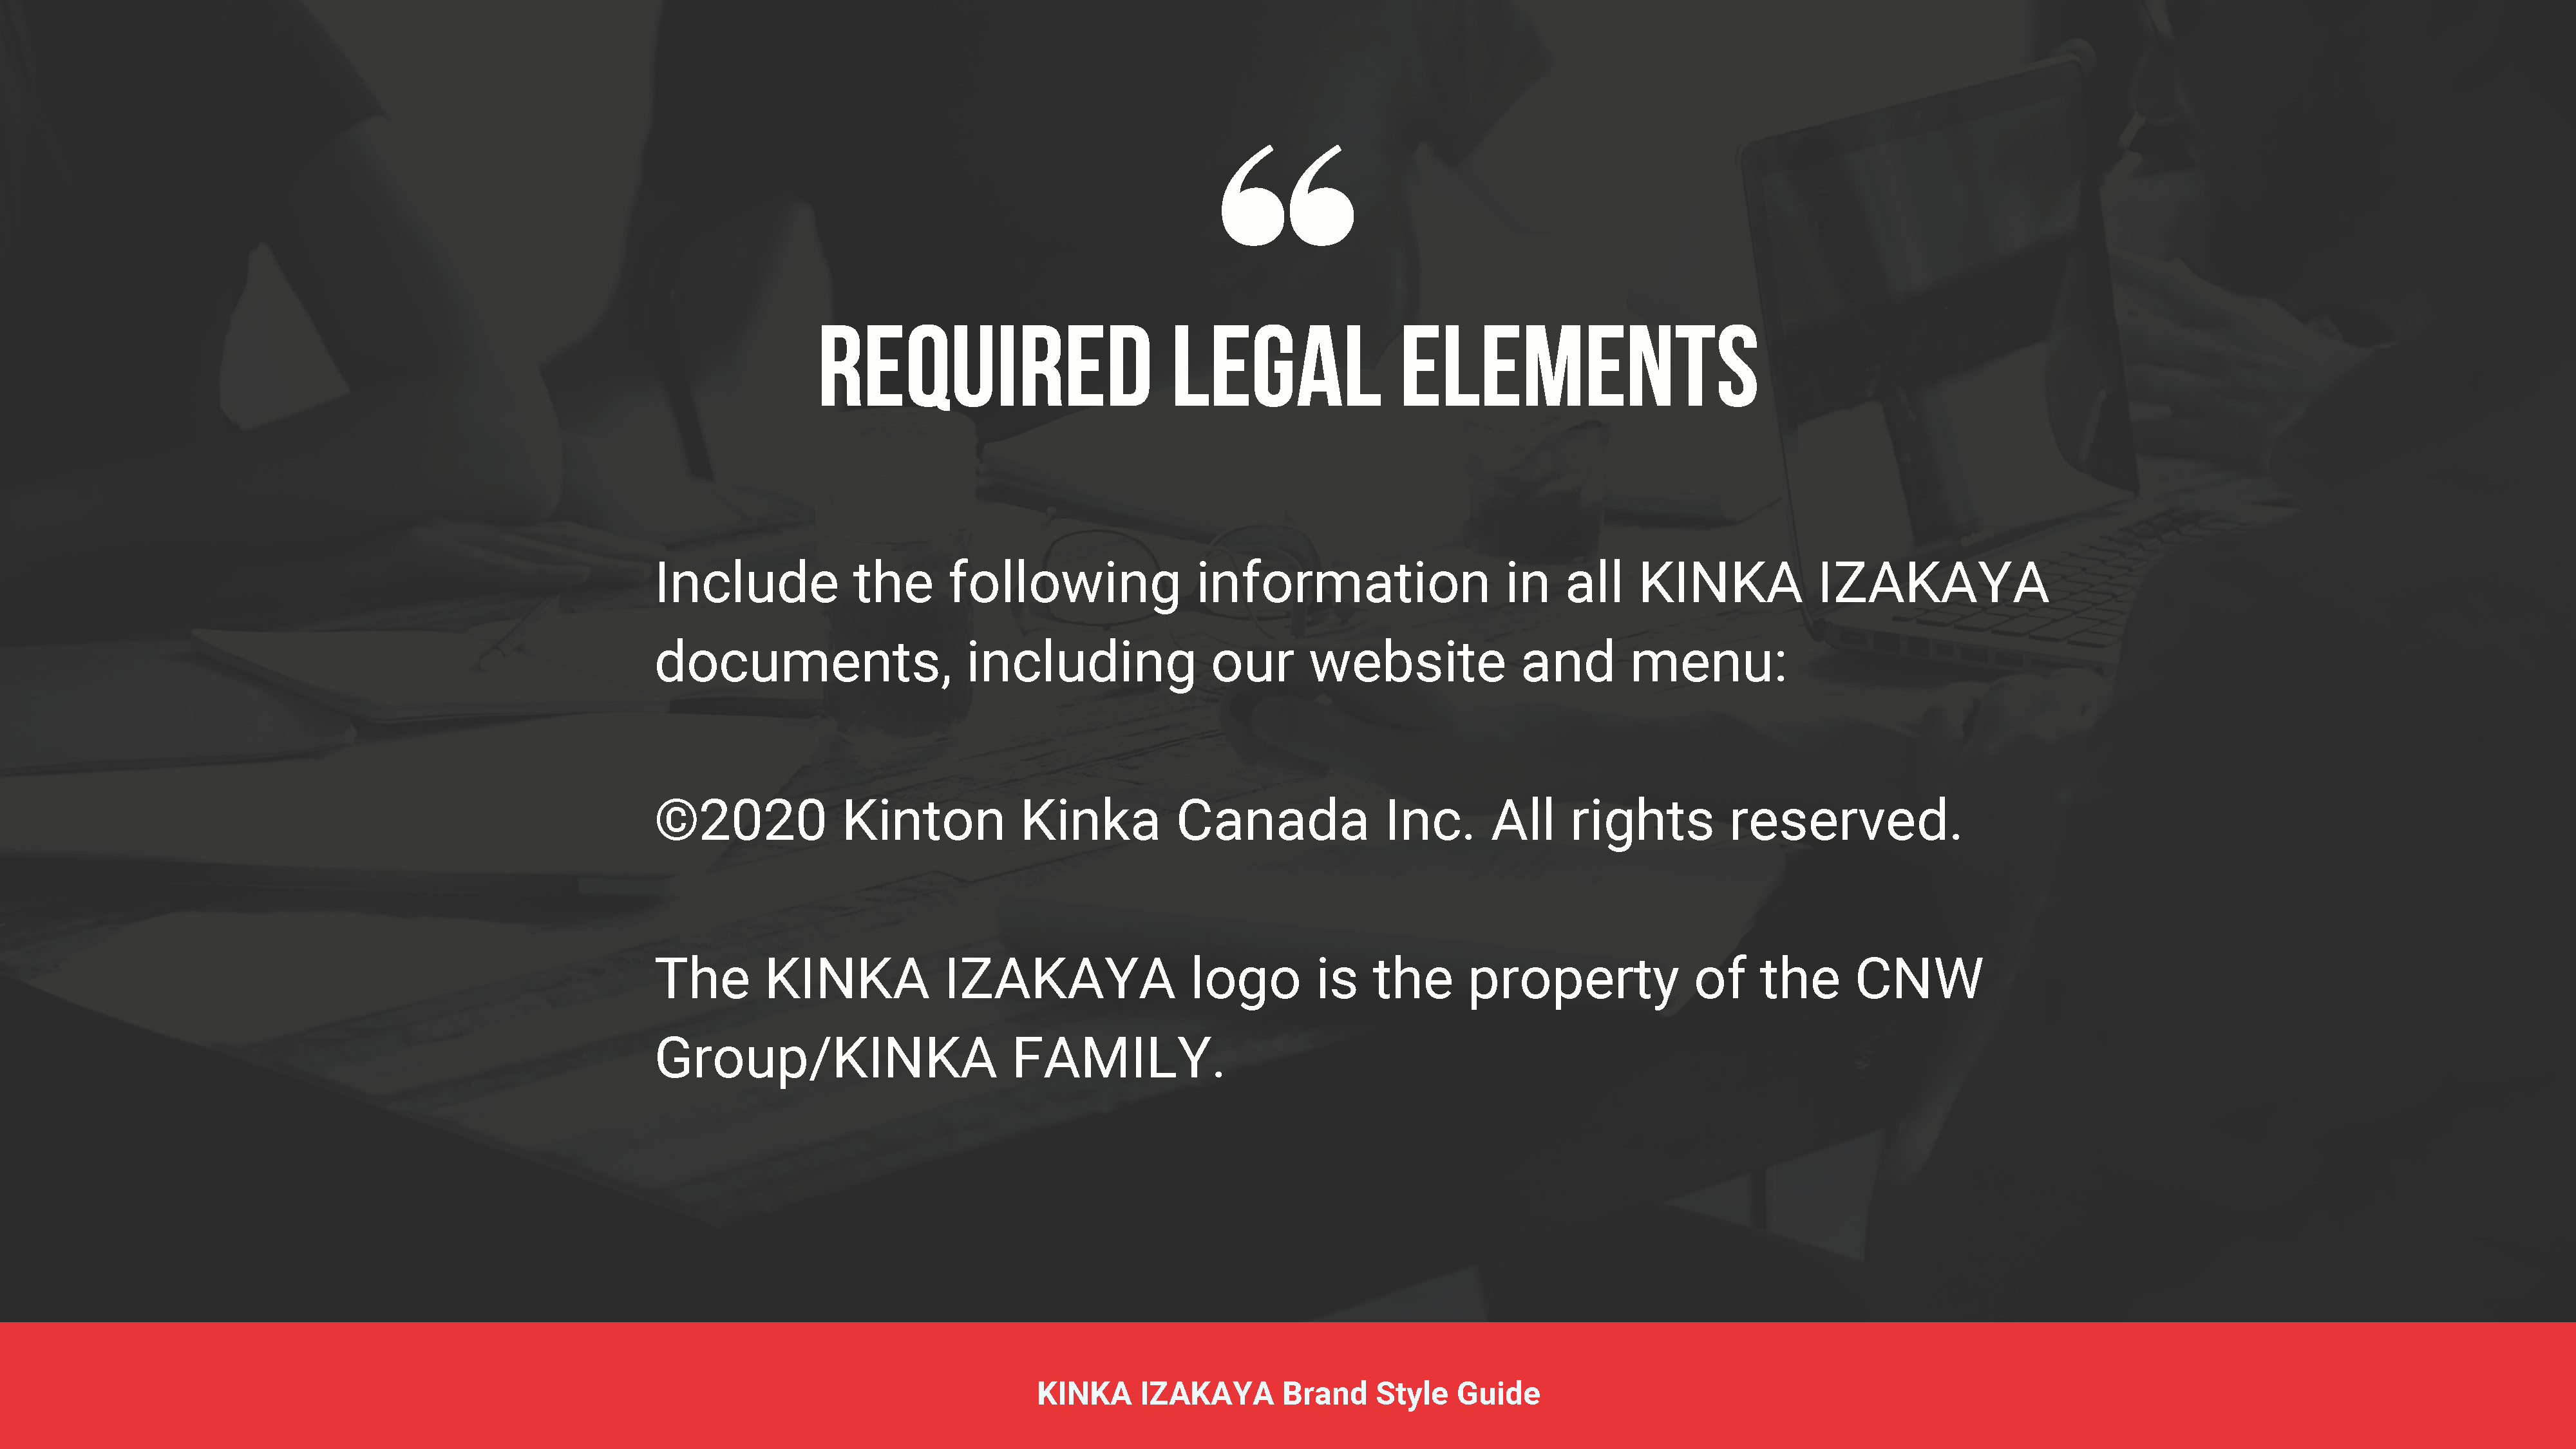 ❝
REQUIRED LEGAL ELEMENTS
Include the following information in all KINKA IZAKAYA
documents, including our website and menu:
©2020 Kinton Kinka Canada Inc. All rights reserved.
The KINKA IZAKAYA logo is the property of the CNW
Group/KINKA FAMILY.
KINKA IZAKAYA Brand Style Guide